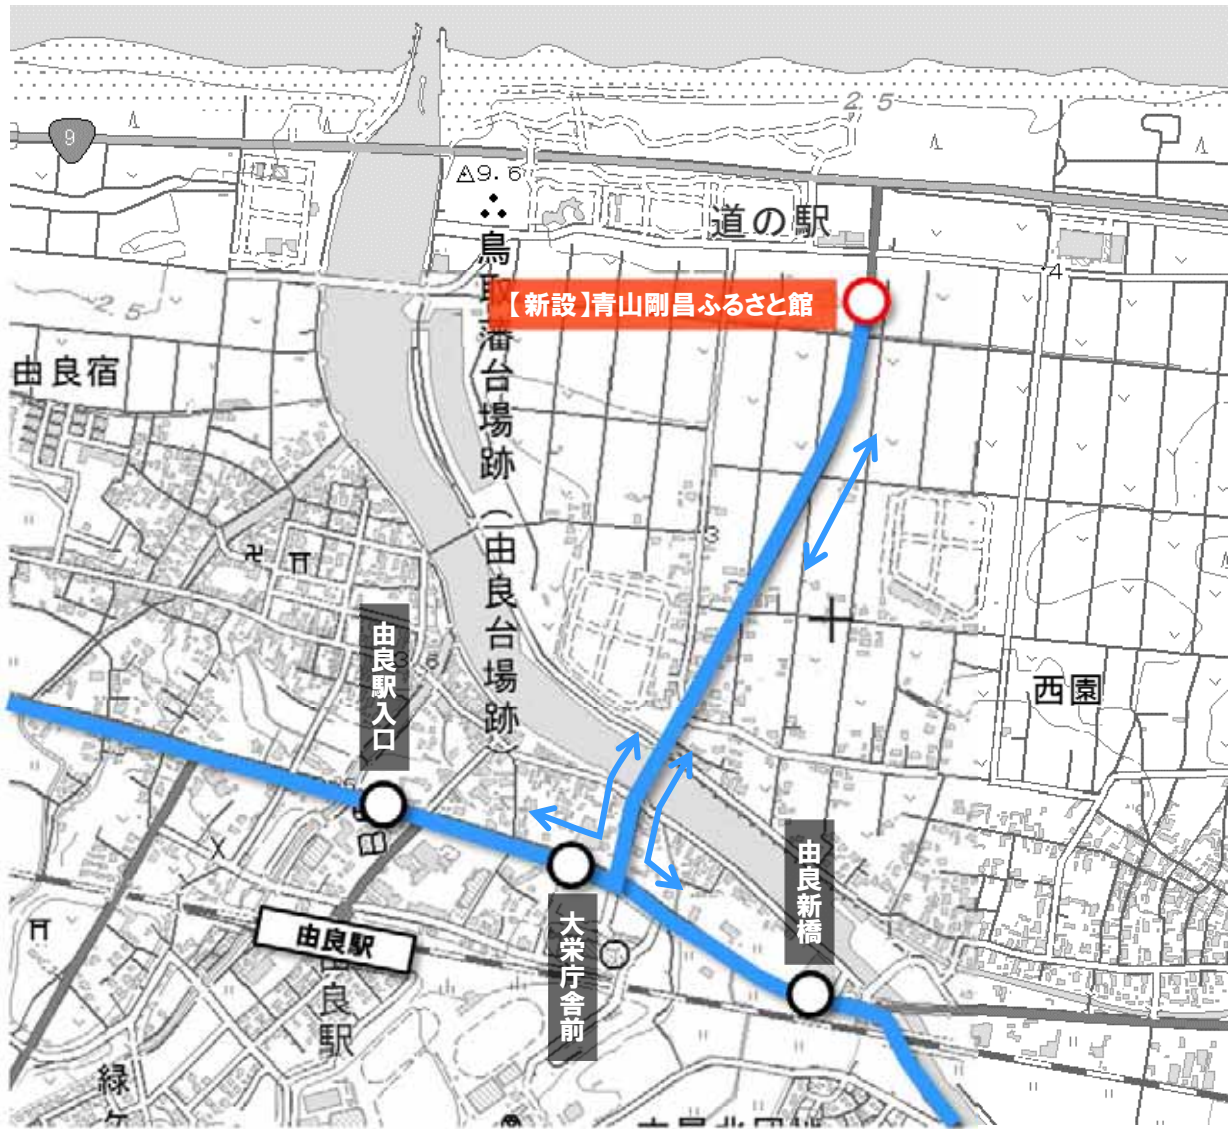 2.5
9
9.6
道の駅
鳥取藩台場跡(由良台場跡)
4
【新設】青山剛昌ふるさと館
2.5
由良宿
3
由良駅入口
西園
由良新橋
大栄庁舎前
由良駅
由良駅